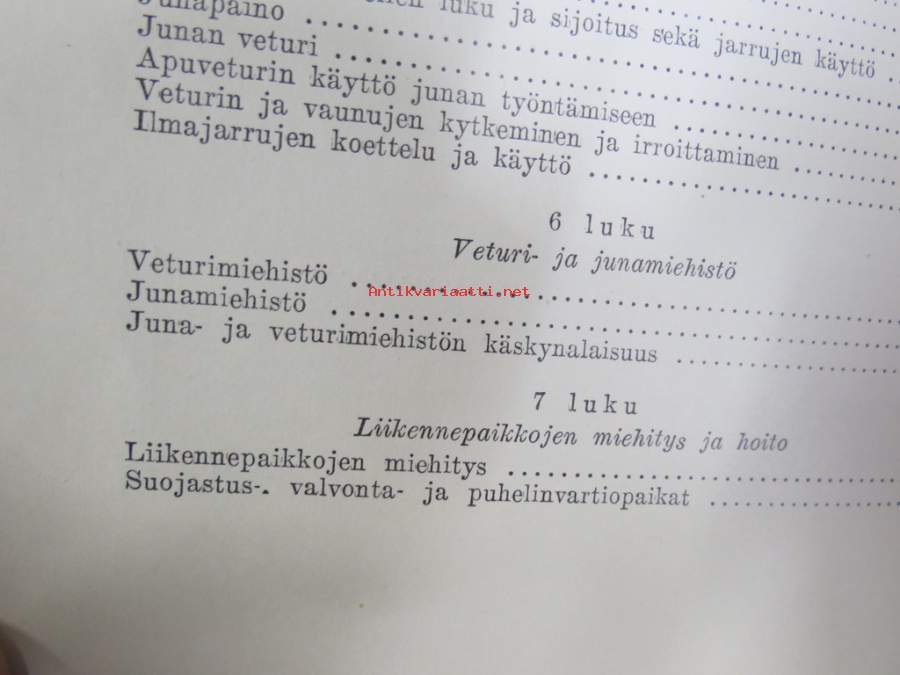 luku ja sijoitus sekä jarrujen käyttö
Junapaino
Junan veturi
Apuveturin käyttö junan työntämiseen
Veturin ja vaunujen kytkeminen ja irroittaminen
Ilmajarrujen koettelu ja käyttö
6 luku
Veturi- ja junamiehistö
Veturimiehistö
Antikvariaatti.net
Junamiehistö
Juna- ja veturimiehistön käskynalaisuus
7 luku
Liikennepaikkojen miehitys ja hoito
Liikennepaikkojen miehitys
Suojastus-. valvonta- ja puhelinvartiopaikat